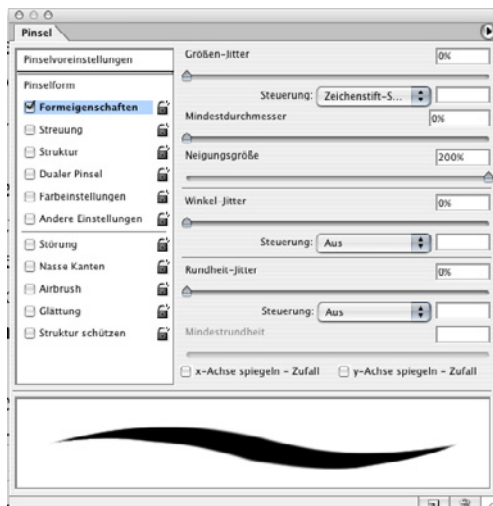 Pinsel
Pinselvoreinstellungen
Pinselform
Formeigenschaften
Streuung
Struktur
Dualer Pinsel
Farbeinstellungen
Andere Einstellungen
Störung
Nasse Kanten
Airbrush
Glättung
Struktur schützen
Größen-Jitter 0%
Steuerung: Zeichenstift-S...
Mindestdurchmesser 0%
Neigungsgröße 200%
Winkel-Jitter 0%
Steuerung: Aus
Rundheit-Jitter 0%
Steuerung: Aus
Mindestrundheit
x-Achse spiegeln - Zufall y-Achse spiegeln - Zufall